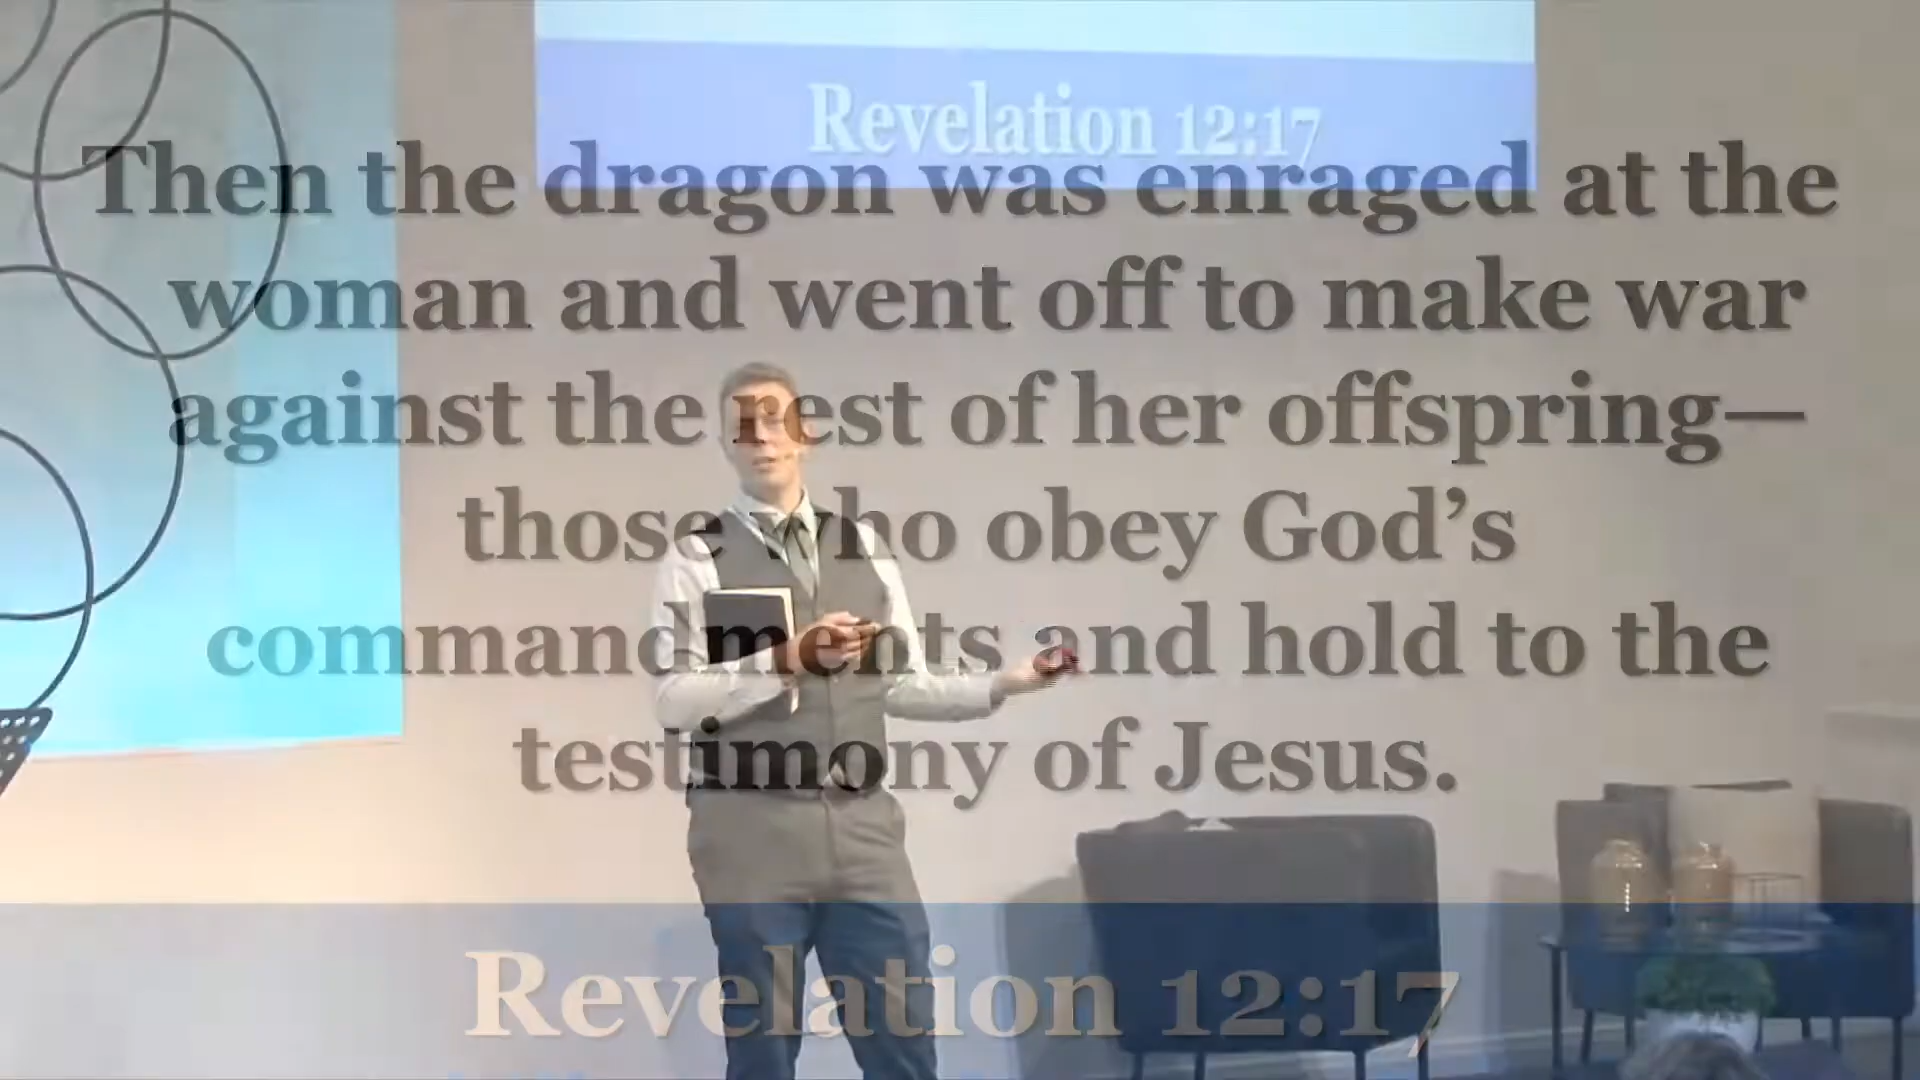 Revelation 12:17
Then the dragon was enraged at the
woman and went off to make war
against the rest of her offspring—
those who obey God’s
commandments and hold to the
testimony of Jesus.
Revelation 12:17